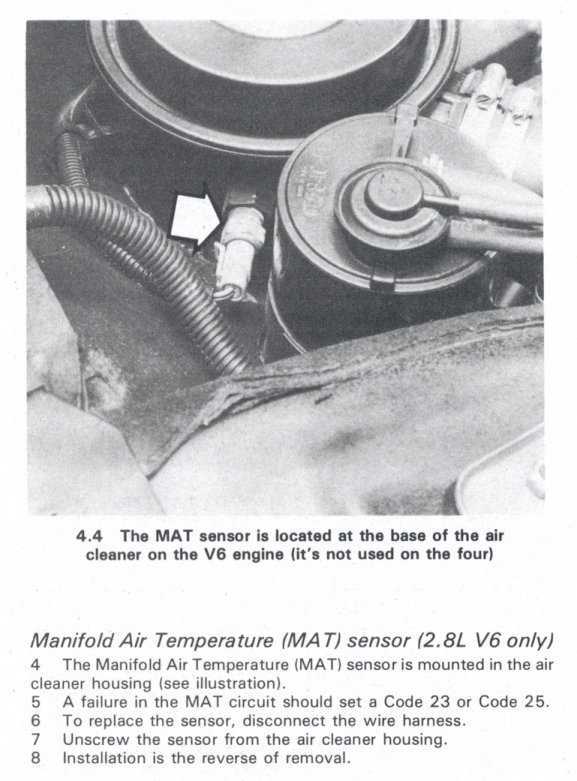 4.4 The MAT sensor is located at the base of the air
cleaner on the V6 engine (it's not used on the four)
Manifold Air Temperature (MAT) sensor (2.8L V6 only)
4 The Manifold Air Temperature (MAT) sensor is mounted in the air
cleaner housing (see illustration).
5 A failure in the MAT circuit should set a Code 23 or Code 25.
6 To replace the sensor, disconnect the wire harness.
7 Unscrew the sensor from the air cleaner housing.
8 Installation is the reverse of removal.